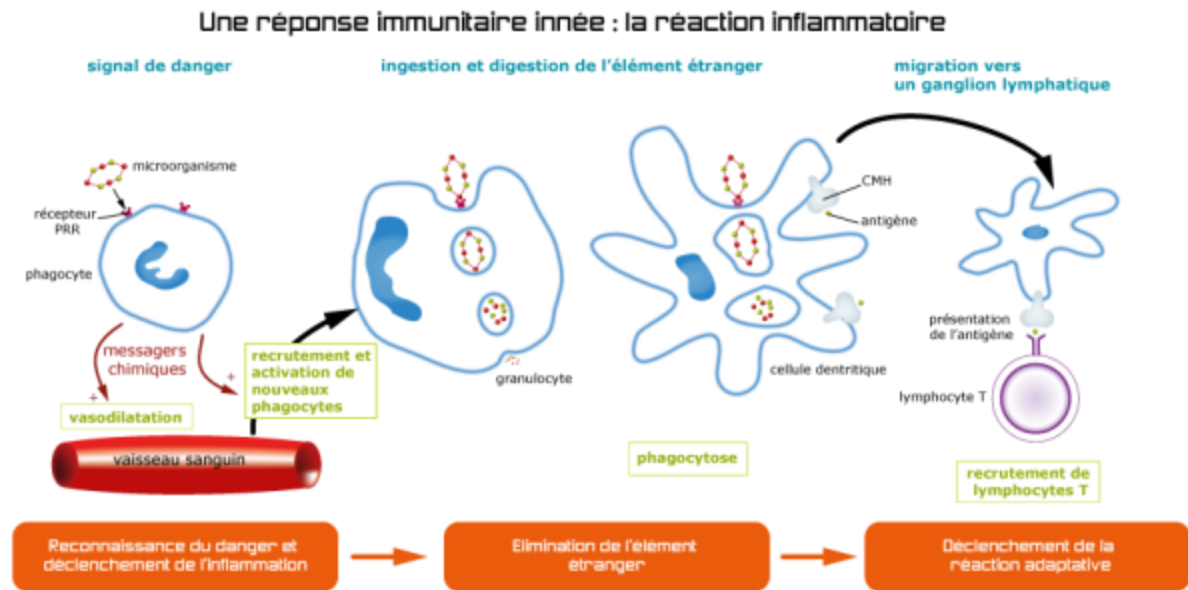 Une réponse immunitaire innée : la réaction inflammatoire
signal de danger
ingestion et digestion de l'élément étranger
migration vers
un ganglion lymphatique
microorganisme
récepteur
PRR
phagocyte
messagers
chimiques
+
+
vasodilatation
recrutement et
activation de
nouveaux
phagocytes
vaisseau sanguin
granulocyte
CMH
antigène
cellule dentritique
phagocytose
présentation
de l'antigène
lymphocyte T
recrutement de
lymphocytes T
Reconnaissance du danger et
déclenchement de l'inflammation
Elimination de l'élément
étranger
Déclenchement de la
réaction adaptative